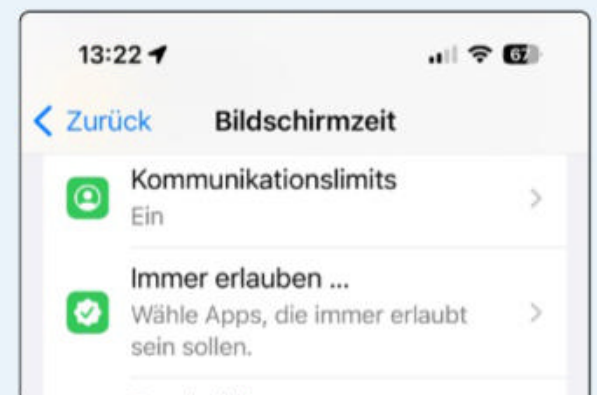 13:22
67
Zurück
Bildschirmzeit
Kommunikationslimits
Ein
Immer erlauben ...
Wähle Apps, die immer erlaubt
sein sollen.